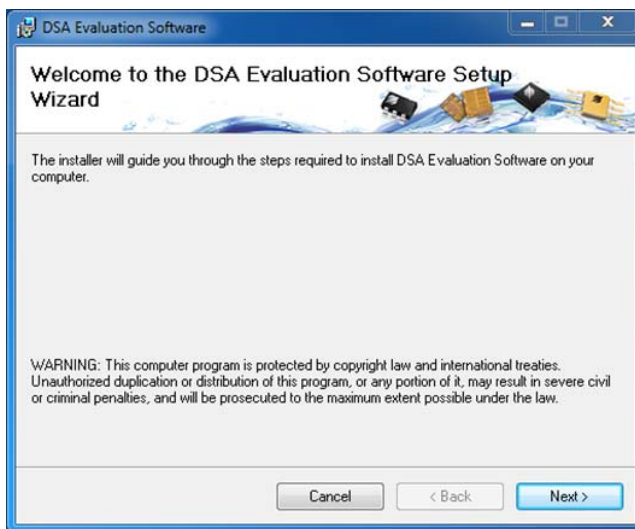 DSA Evaluation Software
Welcome to the DSA Evaluation Software Setup
Wizard
The installer will guide you through the steps required to install DSA Evaluation Software on your
computer.
WARNING: This computer program is protected by copyright law and international treaties.
Unauthorized duplication or distribution of this program, or any portion of it, may result in severe civil
or criminal penalties, and will be prosecuted to the maximum extent possible under the law.
Cancel
< Back
Next >